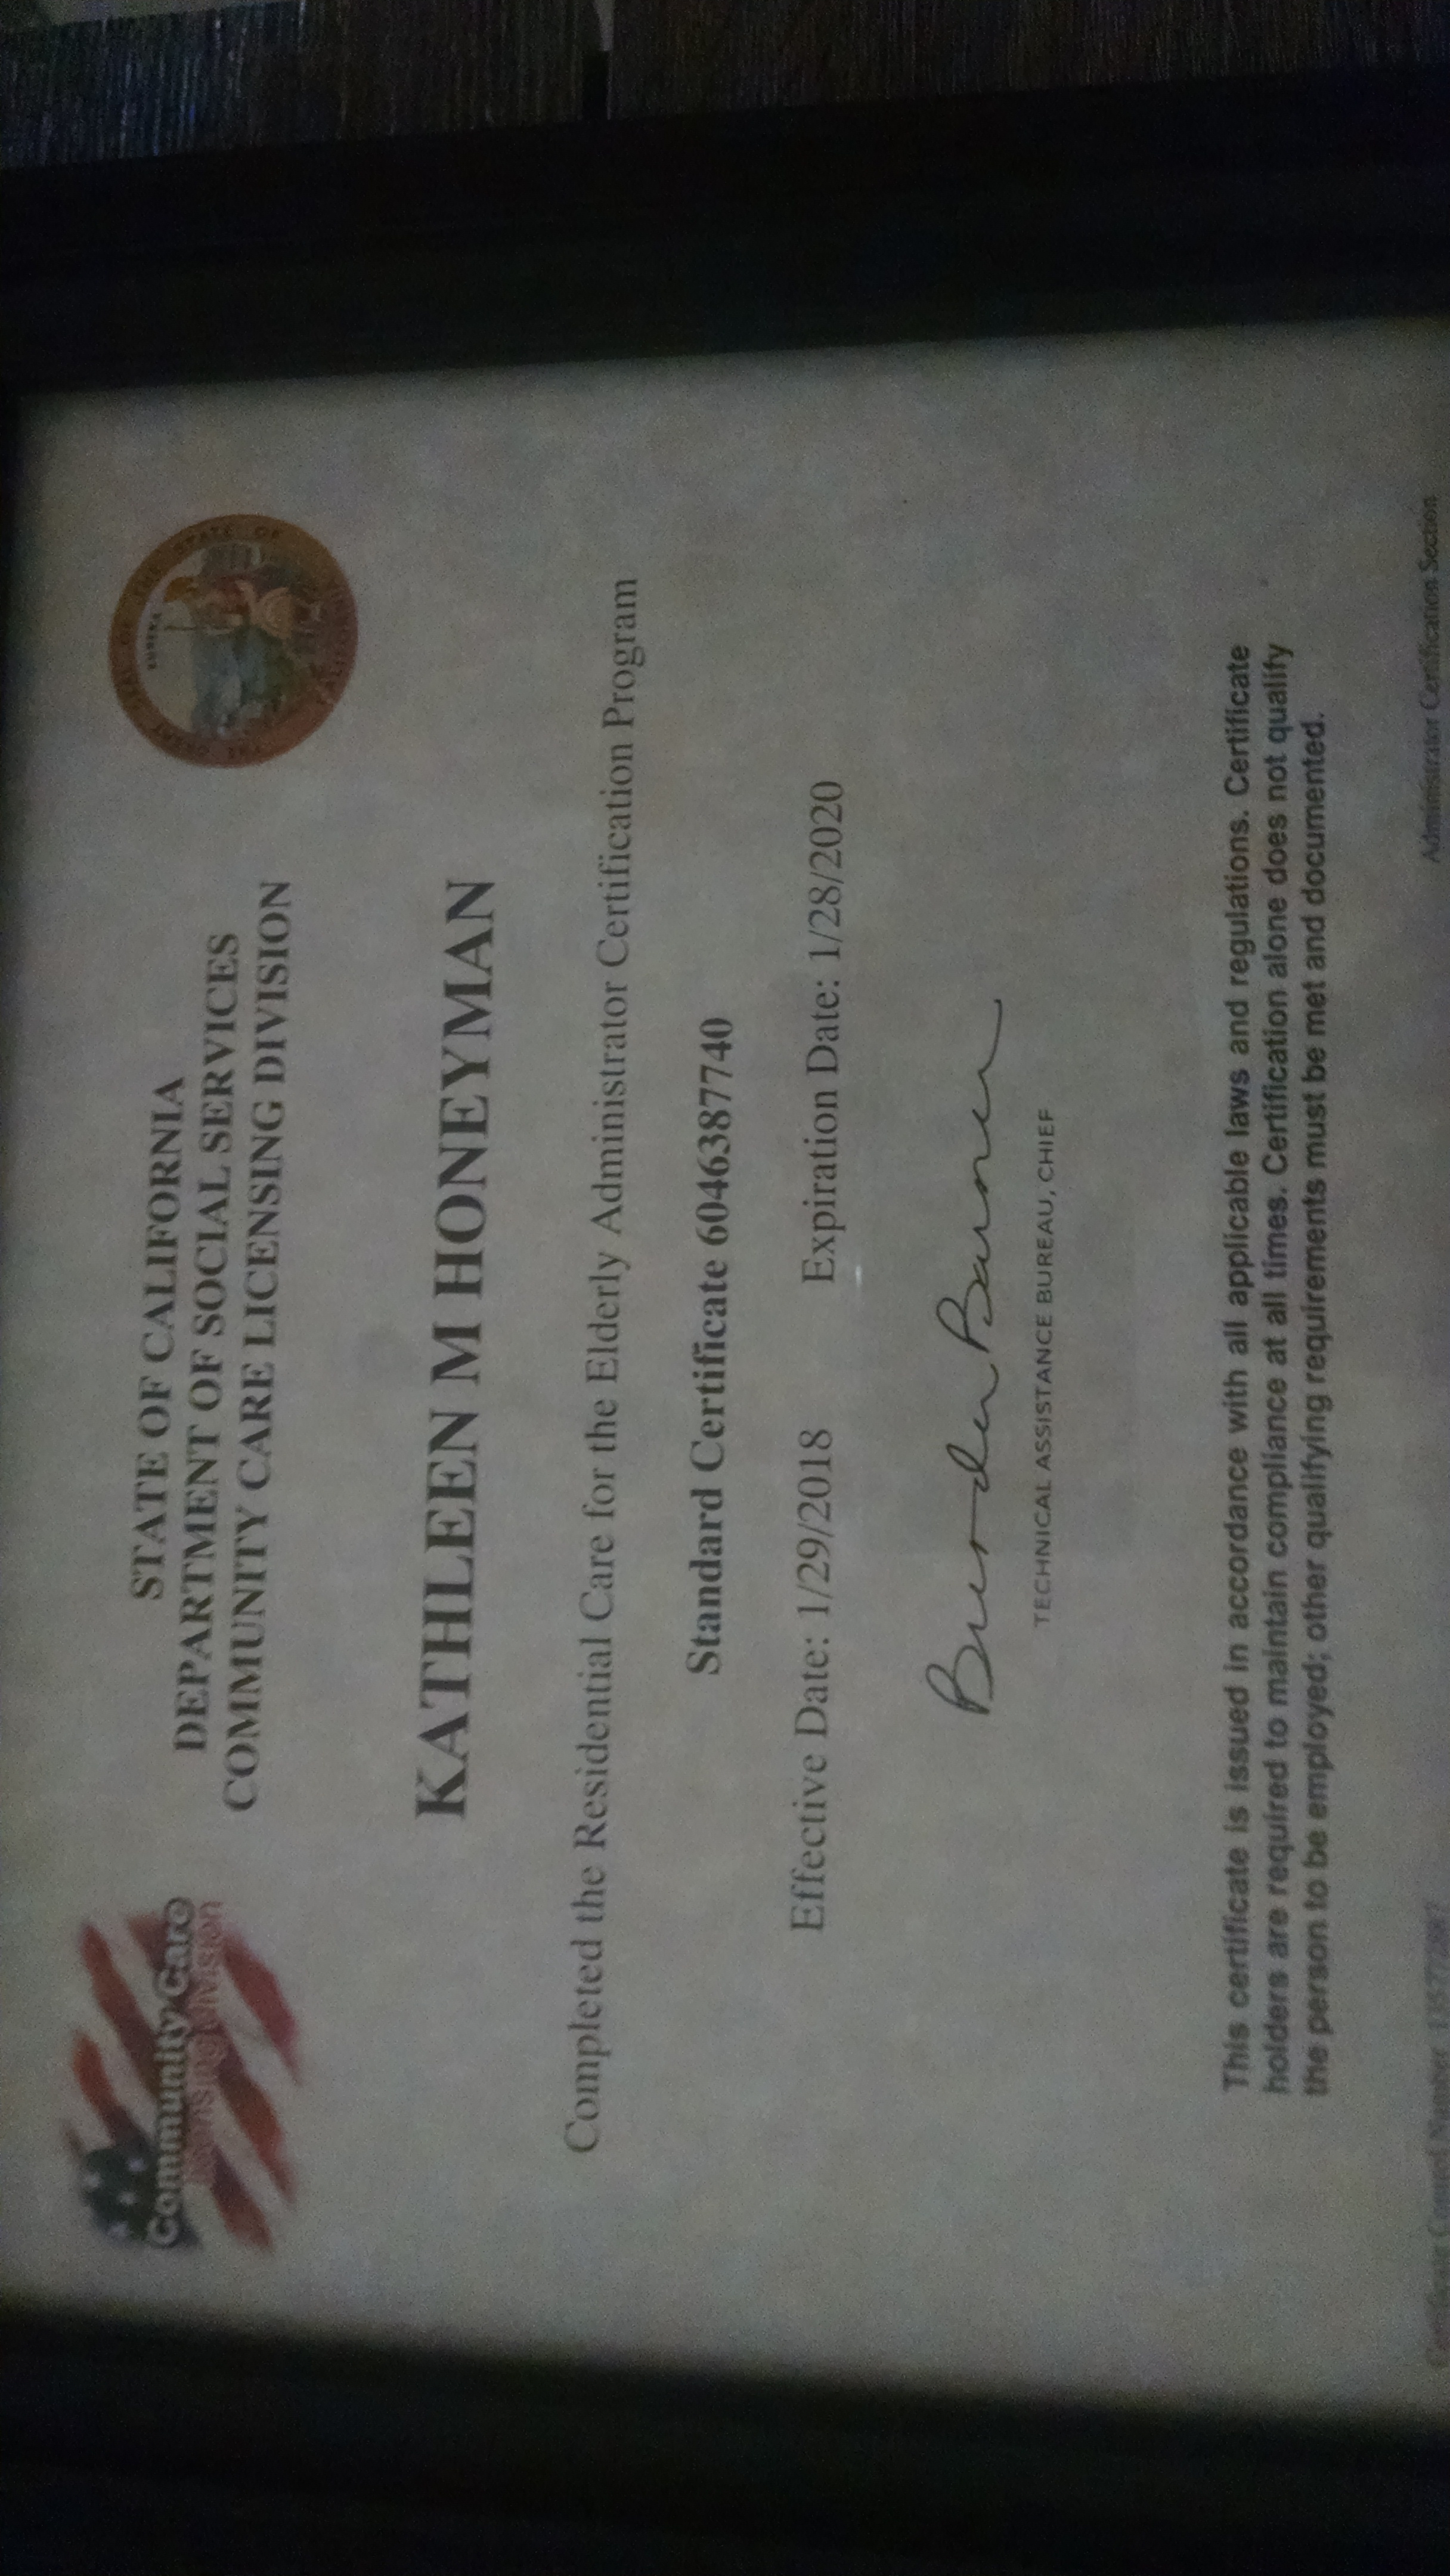 Community Care
Licensing Division
STATE OF CALIFORNIA
DEPARTMENT OF SOCIAL SERVICES
COMMUNITY CARE LICENSING DIVISION
EUREKA
KATHLEEN M HONEYMAN
Completed the Residential Care for the Elderly Administrator Certification Program
Standard Certificate 6046387740
Effective Date: 1/29/2018 Expiration Date: 1/28/2020
TECHNICAL ASSISTANCE BUREAU, CHIEF
This certificate is issued in accordance with all applicable laws and regulations. Certificate
holders are required to maintain compliance at all times. Certification alone does not qualify
the person to be employed; other qualifying requirements must be met and documented.
Administrator Certification Section